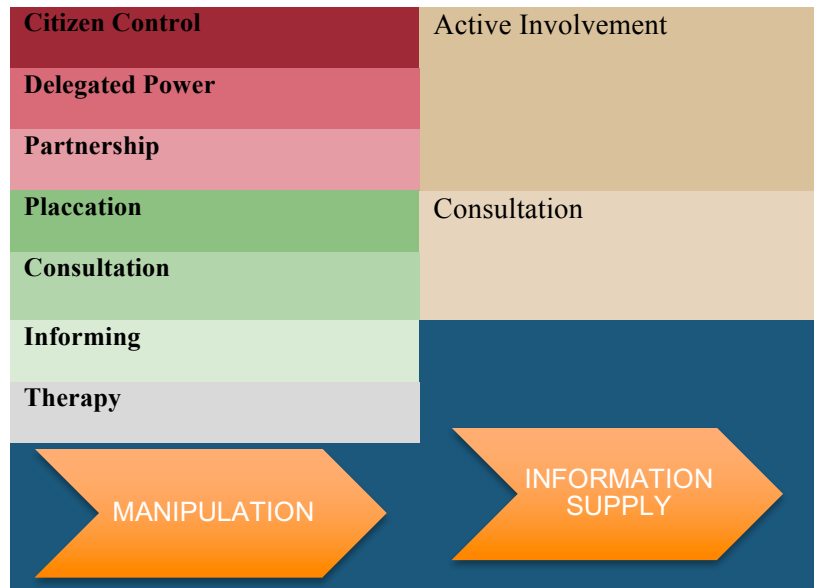 Citizen Control
Active Involvement
Delegated Power
Partnership
Placcation
Consultation
Consultation
Informing
Therapy
MANIPULATION
INFORMATION
SUPPLY